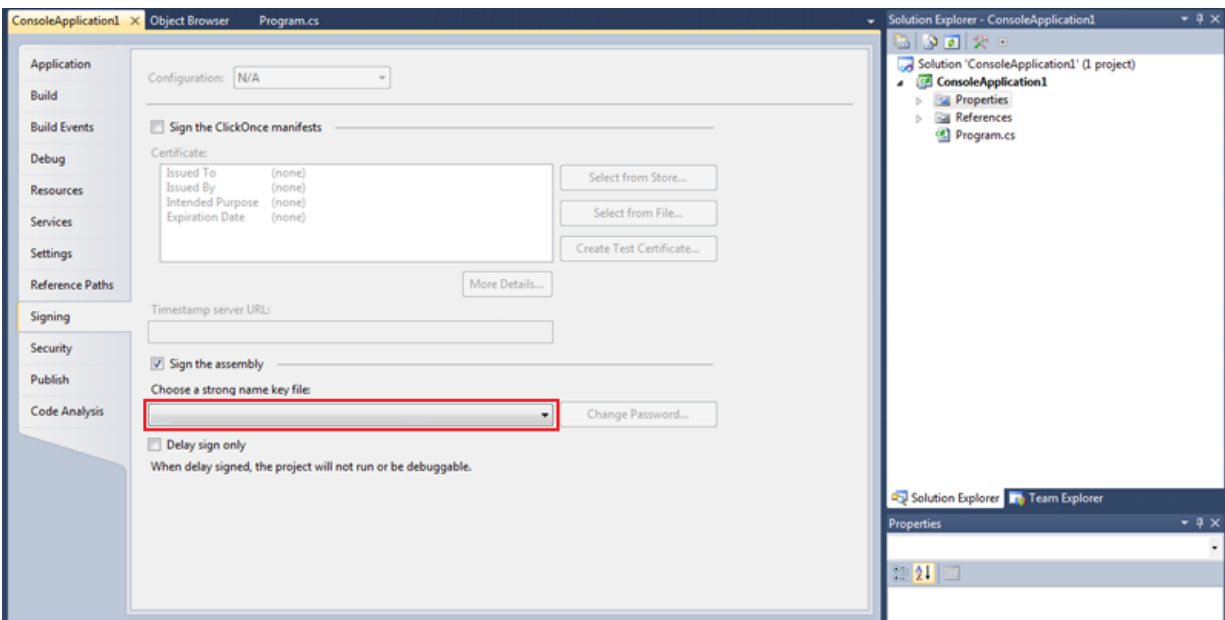 ConsoleApplication1
Object Browser
Program.cs
Application
Build
Build Events
Debug
Resources
Services
Settings
Reference Paths
Signing
Security
Publish
Code Analysis
Configuration: N/A
Sign the ClickOnce manifests
Certificate:
Issued To (none)
Issued By (none)
Intended Purpose (none)
Expiration Date (none)
Select from Store...
Select from File...
Create Test Certificate...
More Details...
Timestamp server URL:
Sign the assembly
Choose a strong name key file:
Change Password...
Delay sign only
When delay signed, the project will not run or be debuggable.
Solution Explorer - ConsoleApplication1
Solution 'ConsoleApplication1' (1 project)
ConsoleApplication1
Properties
References
Program.cs
Solution Explorer
Team Explorer
Properties